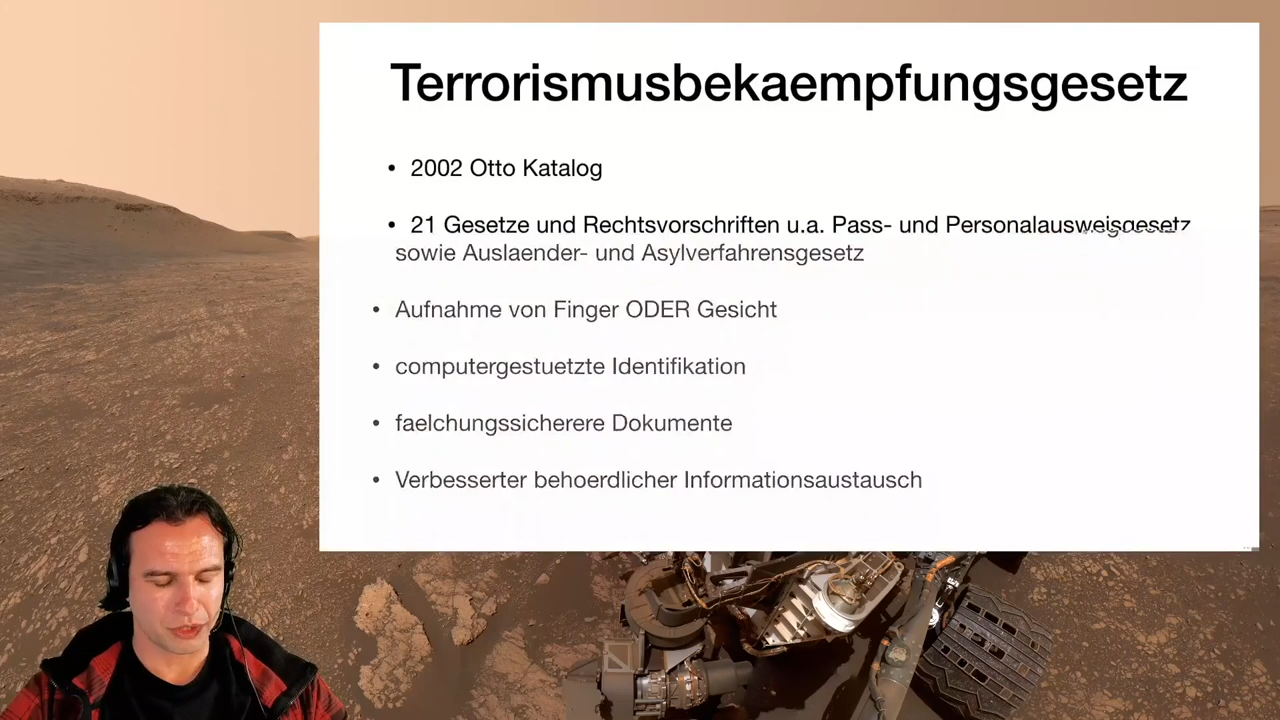 Terrorismusbekaempfungsgesetz
• 2002 Otto Katalog
• 21 Gesetze und Rechtsvorschriften u.a. Pass- und Personalausweisgesetz
sowie Auslaender- und Asylverfahrensgesetz
• Aufnahme von Finger ODER Gesicht
• computergestuetzte Identifikation
• faelchungssicherere Dokumente
• Verbesserter behoerdlicher Informationsaustausch